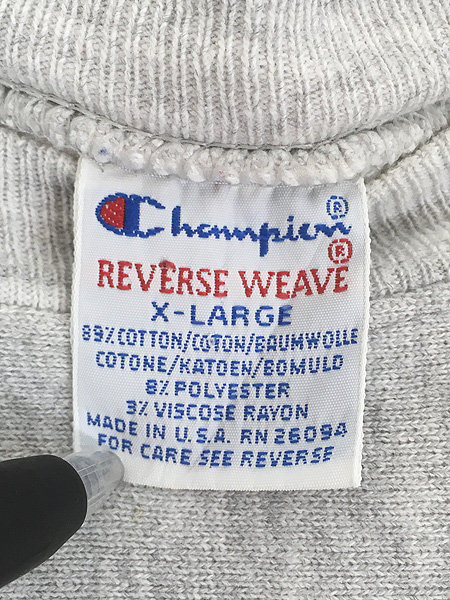 Champion®
REVERSE WEAVE®
X-LARGE
89% COTTON/COTON/BAUMWOLLE
COTONE/KATOEN/BOMULD
8% POLYESTER
3% VISCOSE RAYON
MADE IN U.S.A. RN 26094
FOR CARE SEE REVERSE